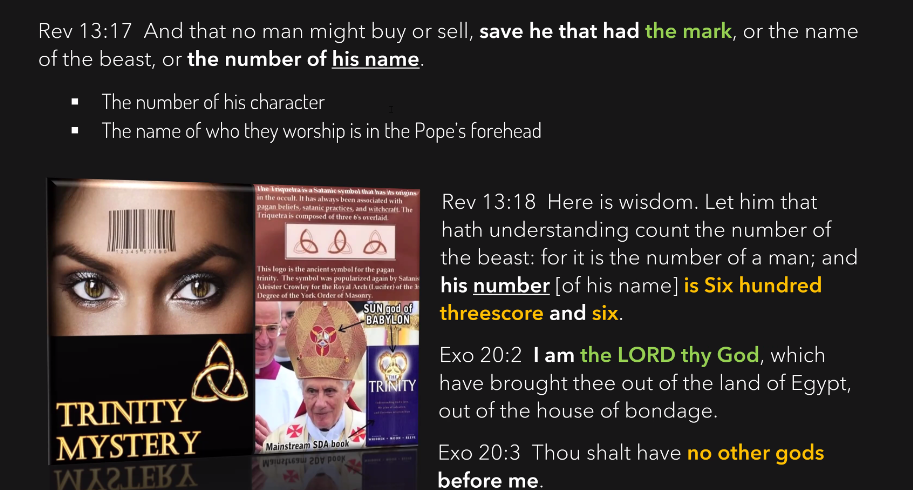 Rev 13:17 And that no man might buy or sell, save he that had the mark, or the name
of the beast, or the number of his name.
▪ The number of his character
▪ The name of who they worship is in the Pope's forehead
The Triquetra is a Satanic symbol that has its origins
in the occult. It has always been associated with
pagan beliefs, satanic practices, and witchcraft. The
Triquetra is composed of three 6's overlaid.
This logo is the ancient symbol for the pagan
trinity. The symbol was popularized again by Satanis
Aleister Crowley for the Royal Arch (Lucifer) of the
Degree of the York Order of Masonry.
SUN god of
BABYLON
THE
TRINITY
Mainstream SDA book
TRINITY
MYSTERY
Rev 13:18 Here is wisdom. Let him that
hath understanding count the number of
the beast: for it is the number of a man; and
his number [of his name] is Six hundred
threescore and six.
Exo 20:2 I am the LORD thy God, which
have brought thee out of the land of Egypt,
out of the house of bondage.
Exo 20:3 Thou shalt have no other gods
before me.